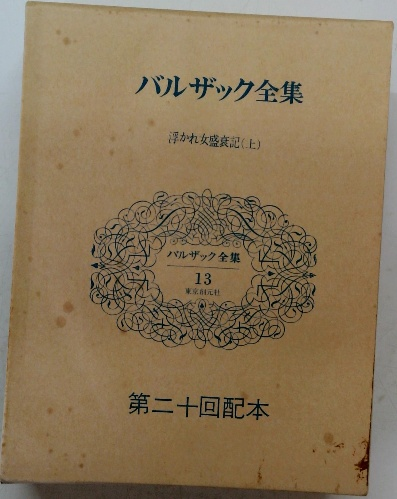 バルザック全集
浮かれ女盛衰記(上)
バルザック全集
13
東京創元社
第二十回配本